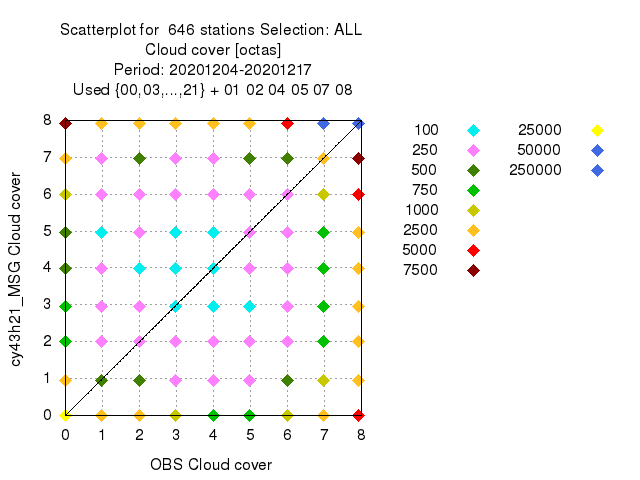 Scatterplot for 646 stations Selection: ALL
Cloud cover [octas]
Period: 20201204-20201217
Used {00,03,...,21} + 01 02 04 05 07 08
8
7
6
5
4
3
2
1
0
cy43h21_MSG Cloud cover
0 1 2 3 4 5 6 7 8
OBS Cloud cover
100 25000
250 50000
500 250000
750
1000
2500
5000
7500